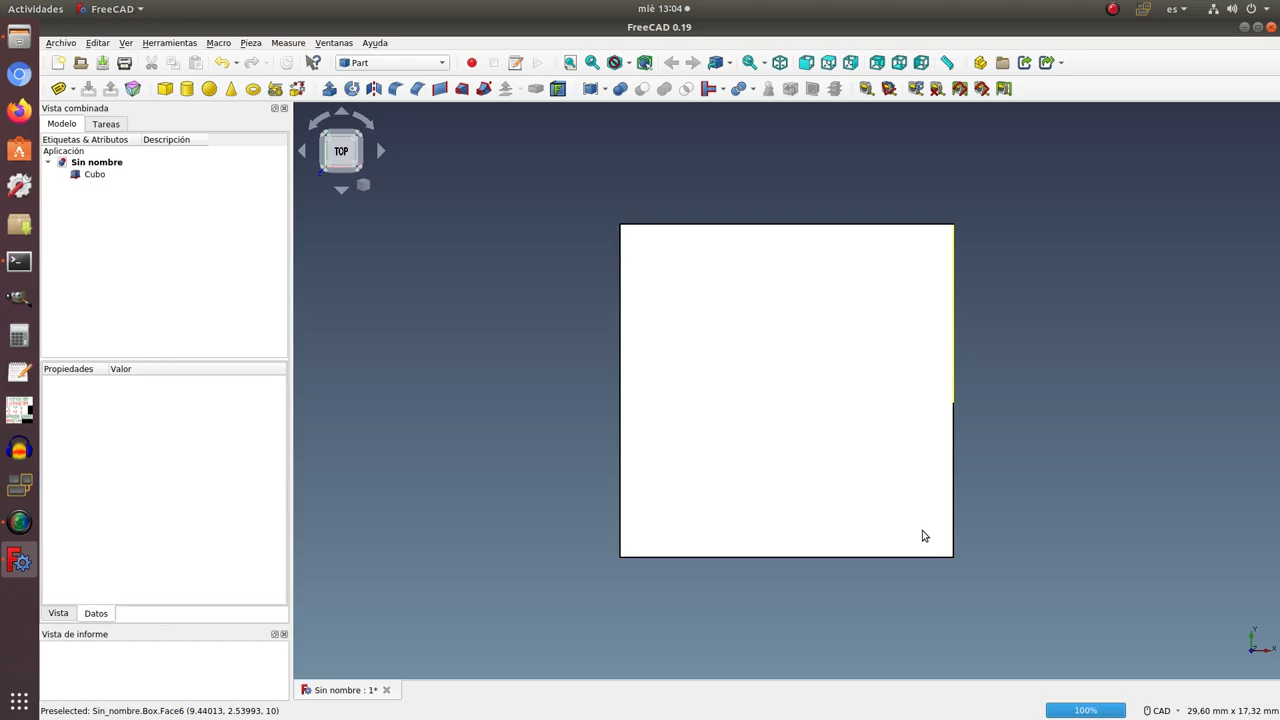 Actividades FreeCAD mié 13:04 es
FreeCAD 0.19
Archivo Editar Ver Herramientas Macro Pieza Measure Ventanas Ayuda
Part
Vista combinada
Modelo Tareas
Etiquetas & Atributos Descripción
Aplicación
Sin nombre
Cubo
TOP
Propiedades Valor
Vista Datos
Vista de informe
Y
X
Z
Sin nombre : 1*
Preselected: Sin_nombre.Box.Face6 (9.44013, 2.53993, 10) 100% CAD 29,60 mm x 17,32 mm